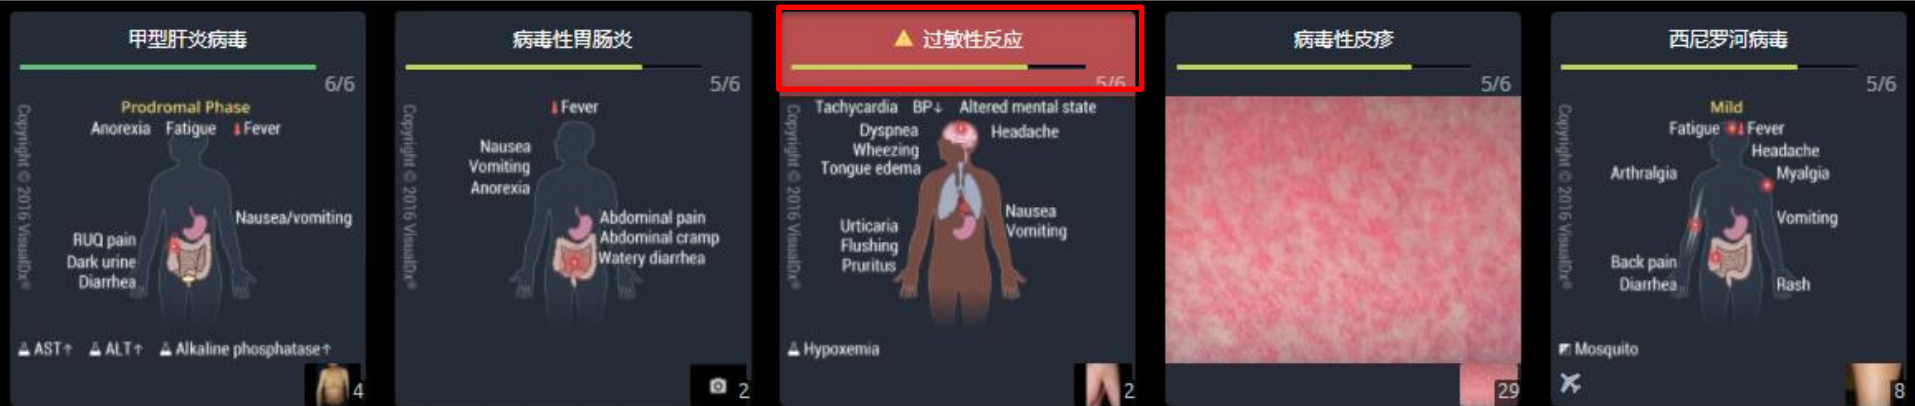 甲型肝炎病毒
6/6
Copyright © 2016 VisualDx®
Prodromal Phase
Anorexia Fatigue Fever
Nausea/vomiting
RUQ pain
Dark urine
Diarrhea
AST↑ ALT↑ Alkaline phosphatase↑
4
病毒性胃肠炎
5/6
Copyright © 2016 VisualDx®
Fever
Nausea
Vomiting
Anorexia
Abdominal pain
Abdominal cramp
Watery diarrhea
2
过敏性反应
5/6
Copyright © 2016 VisualDx®
Tachycardia BP↓ Altered mental state
Dyspnea
Wheezing
Tongue edema
Headache
Urticaria
Flushing
Pruritus
Nausea
Vomiting
Hypoxemia
2
病毒性皮疹
5/6
29
西尼罗河病毒
5/6
Copyright © 2016 VisualDx®
Mild
Fatigue Fever
Headache
Arthralgia
Myalgia
Vomiting
Back pain
Diarrhea
Rash
Mosquito
8